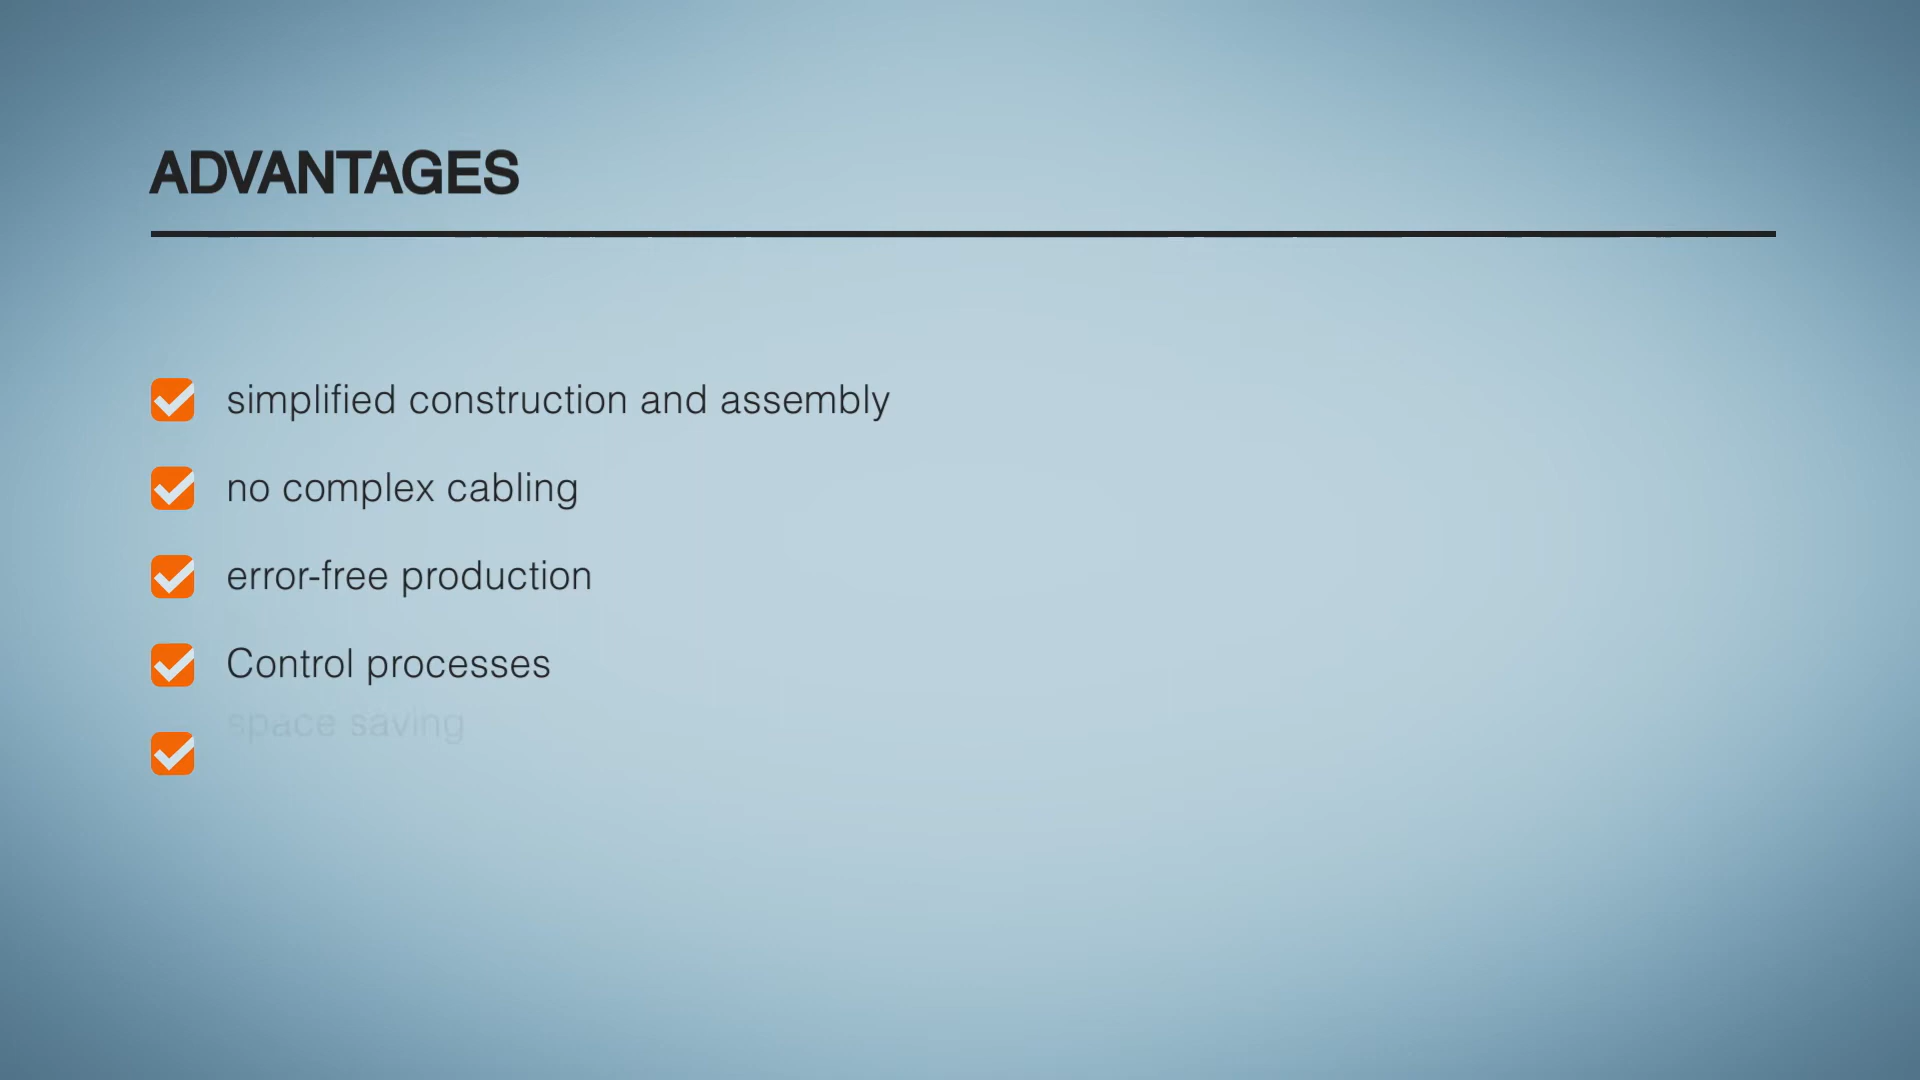 ADVANTAGES
simplified construction and assembly
no complex cabling
error-free production
Control processes
space saving